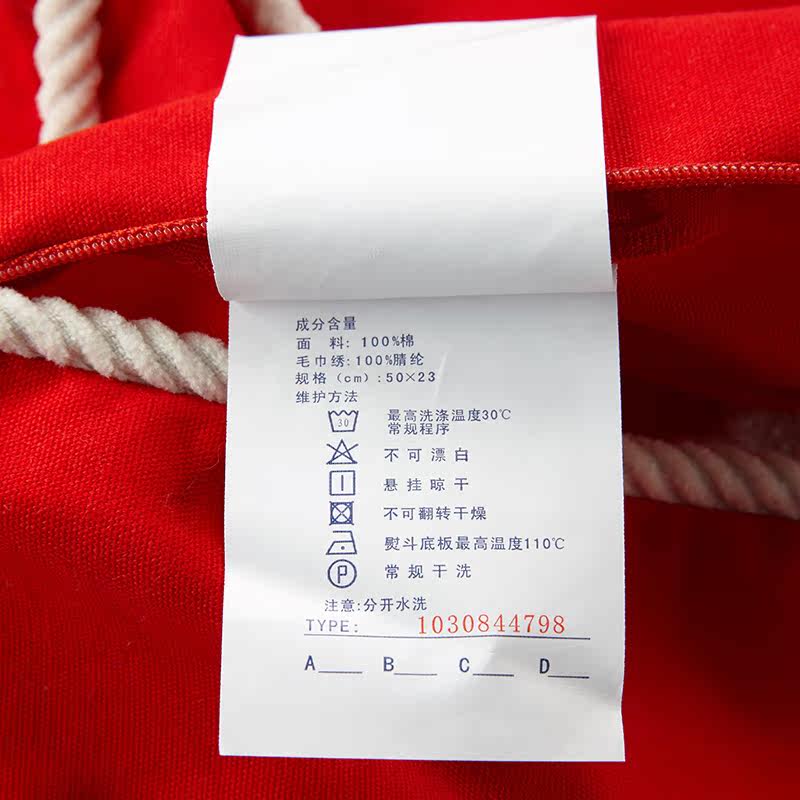 成分含量
面 料: 100%棉
毛巾绣:100%腈纶
规格(cm):50×23
维护方法
30
最高洗涤温度30℃
常规程序
不可漂白
悬挂晾干
不可翻转干燥
熨斗底板最高温度110℃
P
常规干洗
注意:分开水洗
TYPE: 1030844798
A___ B___ C___ D___